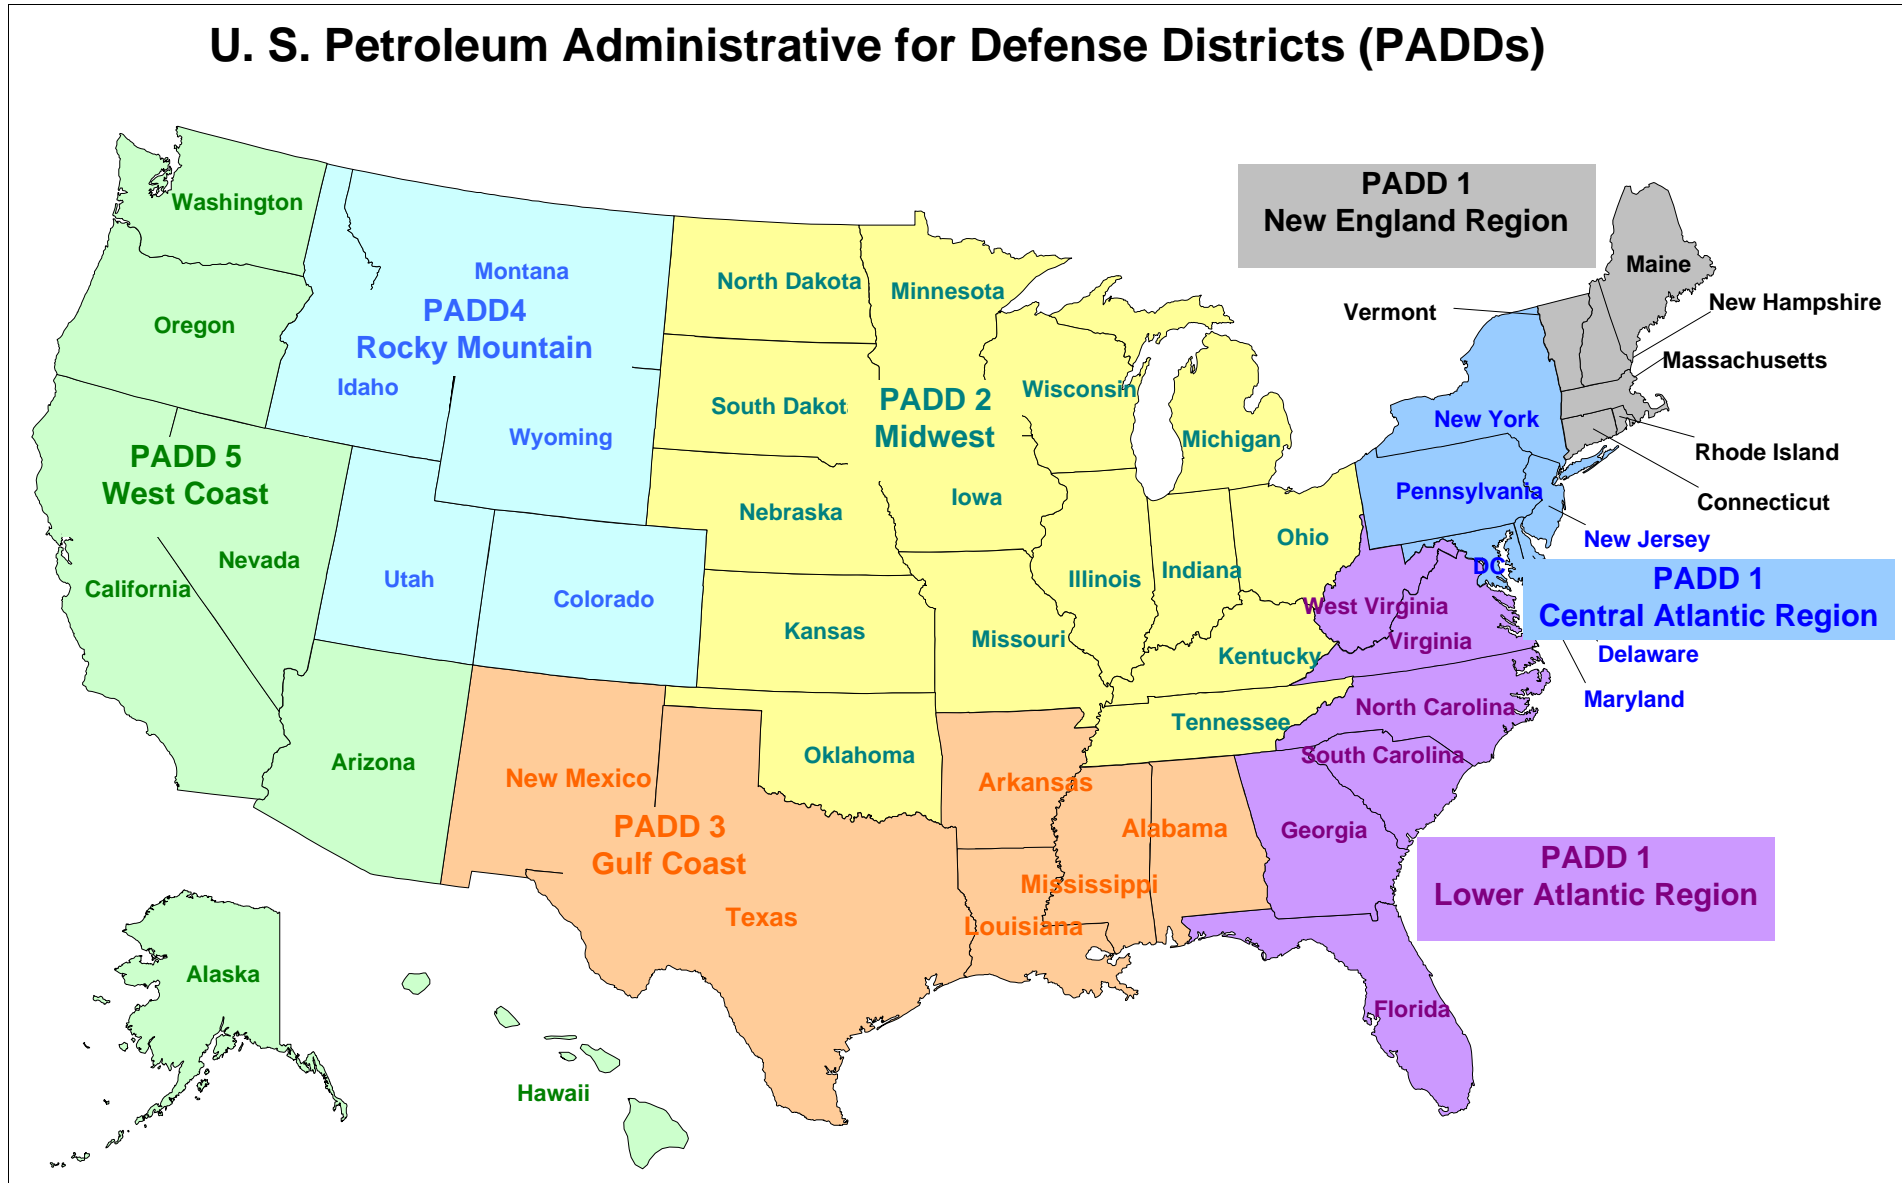 U. S. Petroleum Administrative for Defense Districts (PADDs)
PADD 1
New England Region
Washington
Maine
Montana
North Dakota
Minnesota
New Hampshire
Vermont
PADD4
Rocky Mountain
Oregon
Massachusetts
Idaho
Wisconsin
South Dakota
PADD 2
Midwest
New York
Wyoming
Michigan
Rhode Island
PADD 5
West Coast
Pennsylvania
Iowa
Connecticut
Nebraska
Ohio
New Jersey
Nevada
DC
Utah
Illinois
Indiana
PADD 1
Central Atlantic Region
California
Colorado
West Virginia
Kansas
Missouri
Virginia
Kentucky
Delaware
Maryland
North Carolina
Tennessee
Oklahoma
South Carolina
Arizona
New Mexico
Arkansas
PADD 3
Gulf Coast
Alabama
Georgia
PADD 1
Lower Atlantic Region
Mississippi
Texas
Louisiana
Alaska
Florida
Hawaii